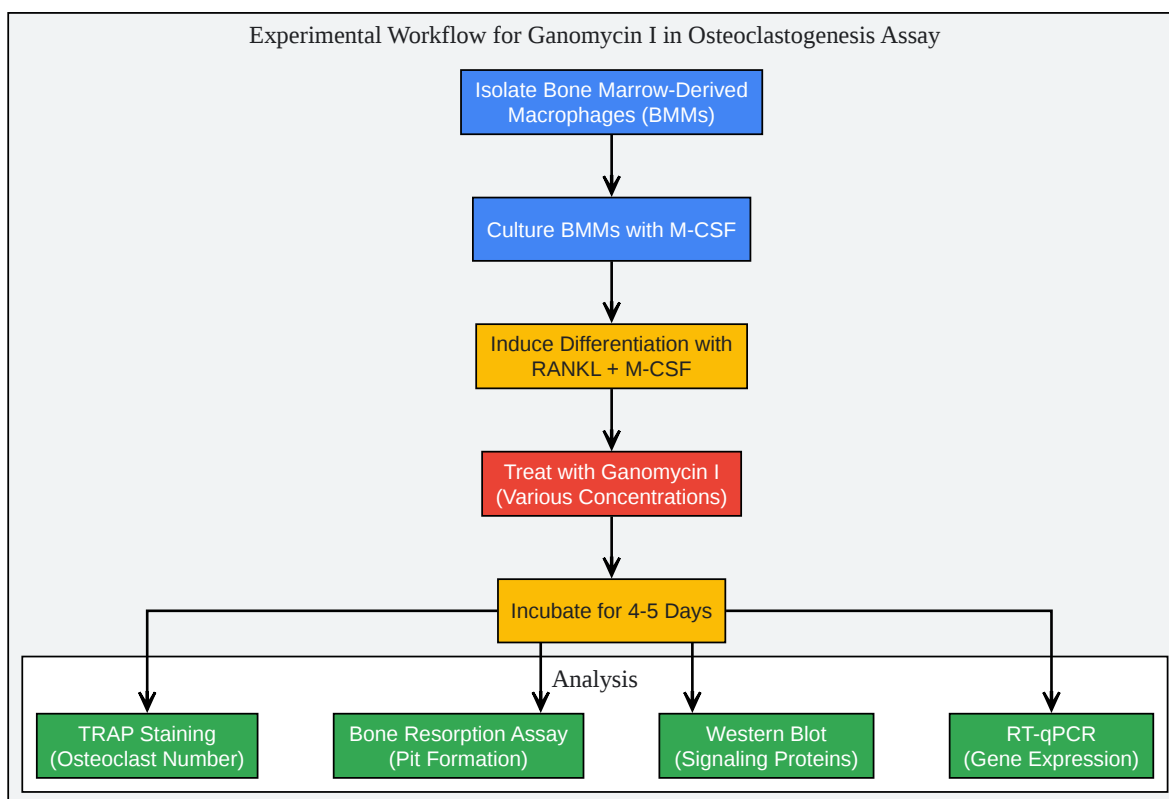 Experimental Workflow for Ganomycin I in Osteoclastogenesis Assay
Isolate Bone Marrow-Derived
Macrophages (BMMs)
Culture BMMs with M-CSF
Induce Differentiation with
RANKL + M-CSF
Treat with Ganomycin I
(Various Concentrations)
Incubate for 4-5 Days
Analysis
TRAP Staining
(Osteoclast Number)
Bone Resorption Assay
(Pit Formation)
Western Blot
(Signaling Proteins)
RT-qPCR
(Gene Expression)